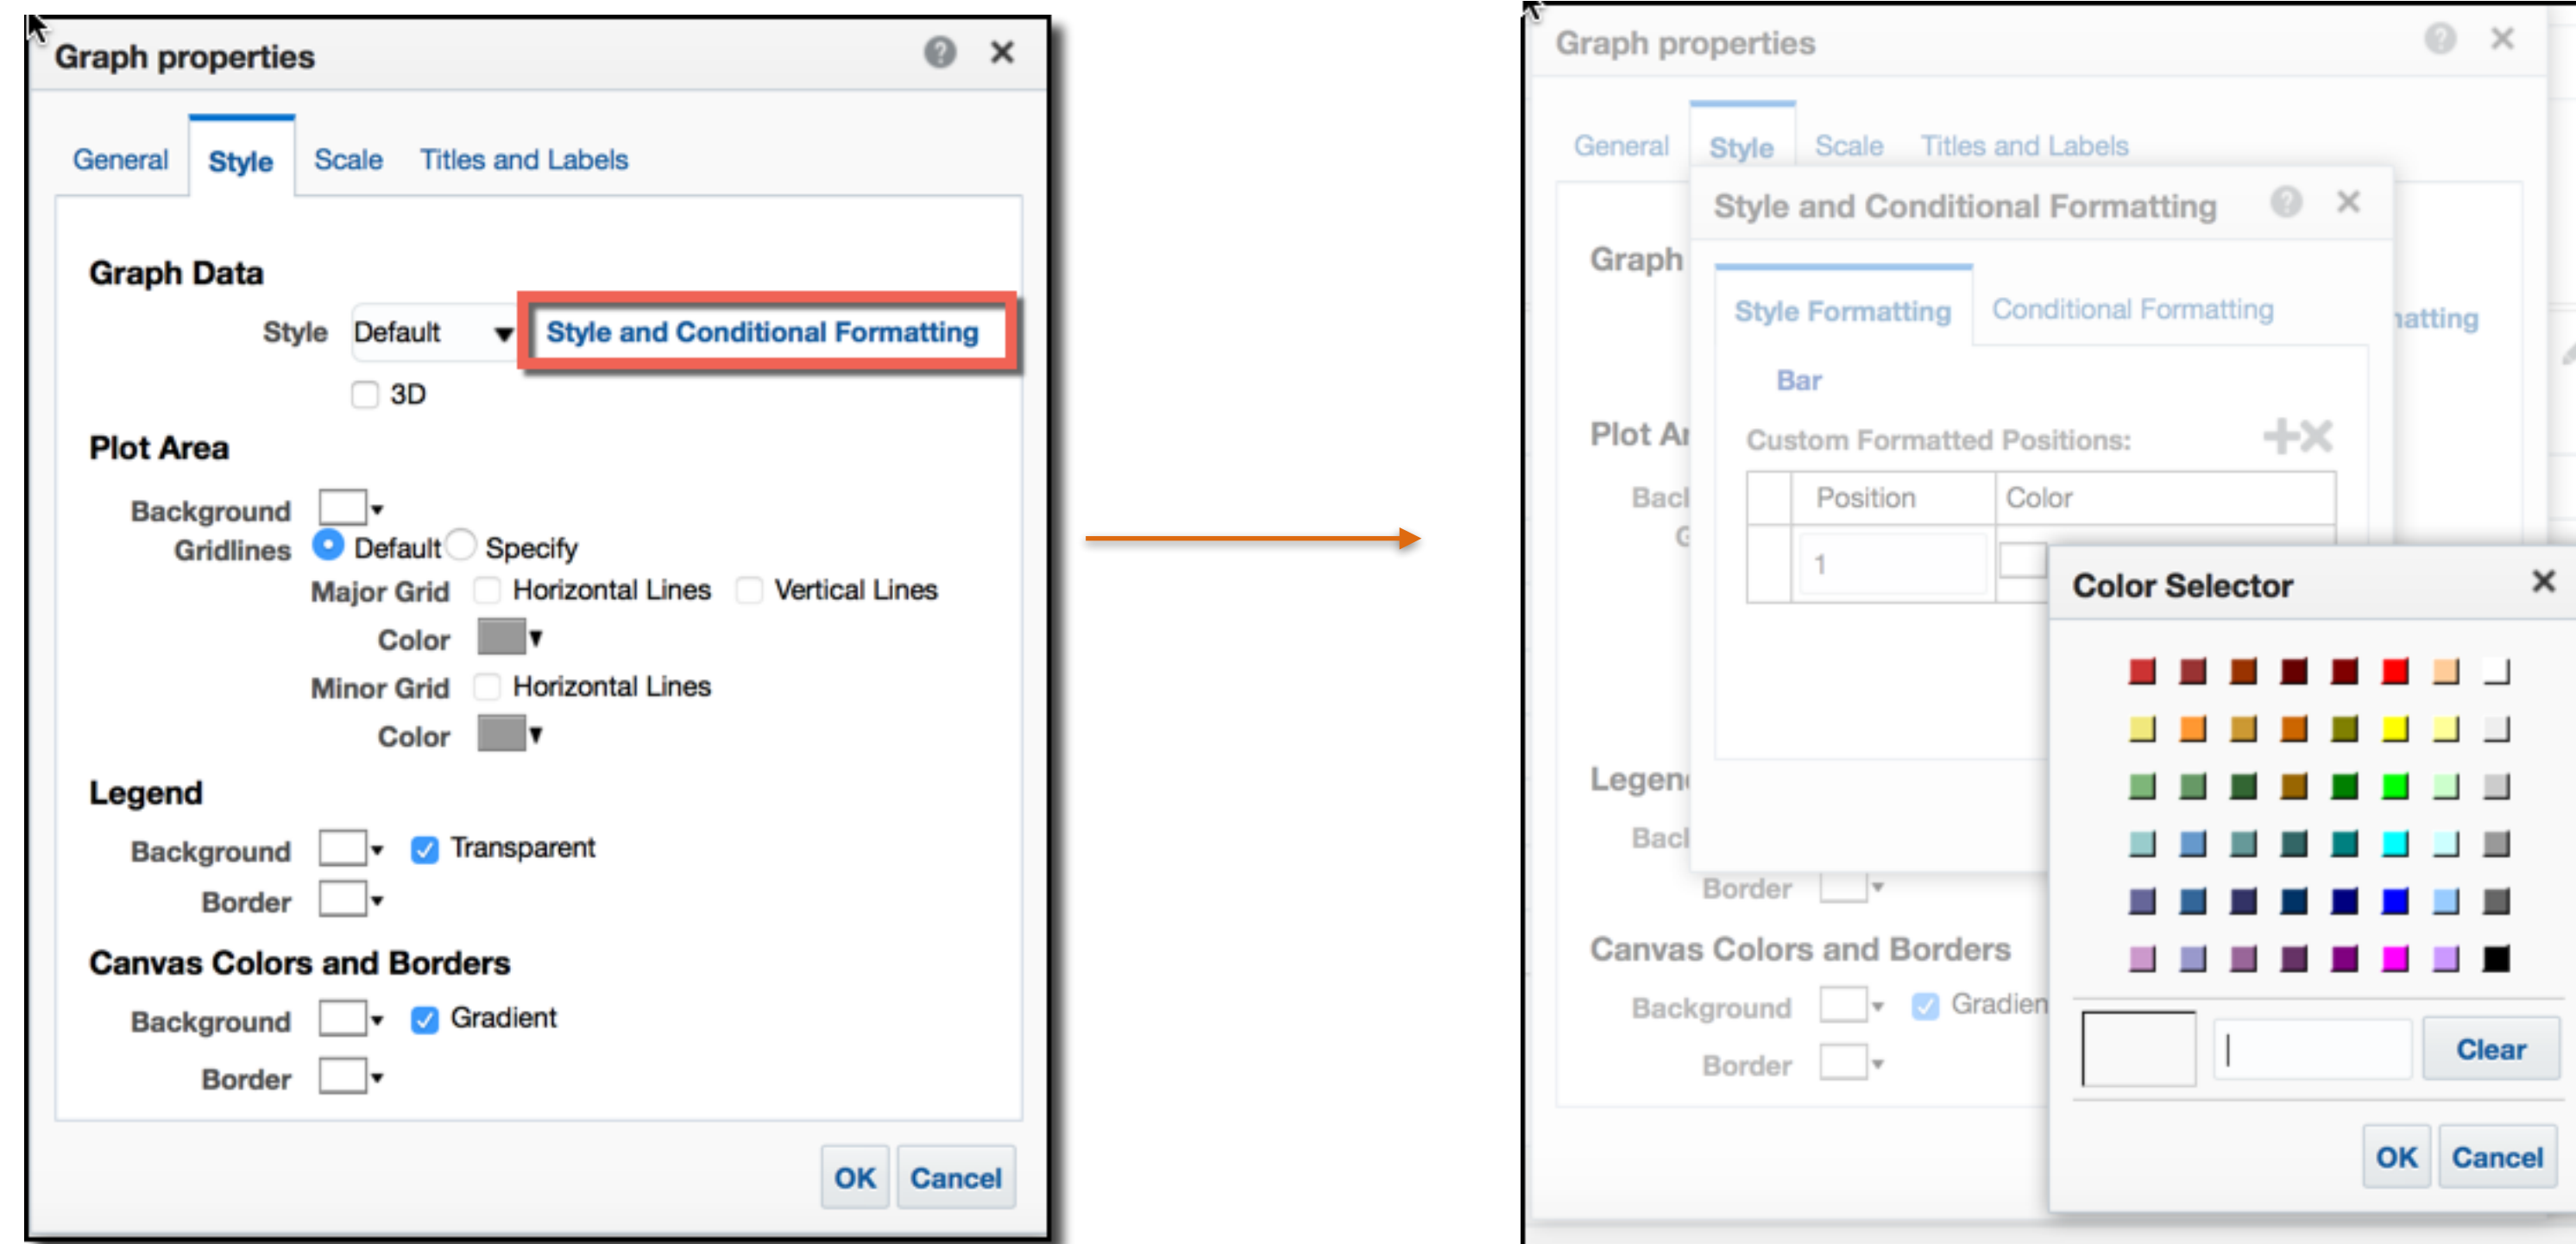 Graph properties
General Style Scale Titles and Labels
Graph Data
Style Default Style and Conditional Formatting
3D
Plot Area
Background
Gridlines Default Specify
Major Grid Horizontal Lines Vertical Lines
Color
Minor Grid Horizontal Lines
Color
Legend
Background Transparent
Border
Canvas Colors and Borders
Background Gradient
Border
OK Cancel
Graph properties
General Style Scale Titles and Labels
Style and Conditional Formatting
Graph
Style Formatting Conditional Formatting
matting
Bar
Plot Ar
Custom Formatted Positions:
Bacl
Position Color
G
1
Color Selector
Legen
Bacl
Border
Canvas Colors and Borders
Background Gradien
Border
Clear
OK Cancel